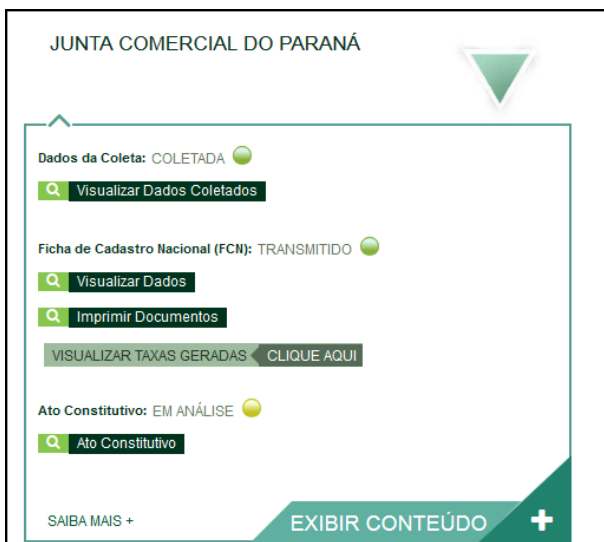 JUNTA COMERCIAL DO PARANÁ
Dados da Coleta: COLETADA
Visualizar Dados Coletados
Ficha de Cadastro Nacional (FCN): TRANSMITIDO
Visualizar Dados
Imprimir Documentos
VISUALIZAR TAXAS GERADAS CLIQUE AQUI
Ato Constitutivo: EM ANÁLISE
Ato Constitutivo
SAIBA MAIS + EXIBIR CONTEÚDO +